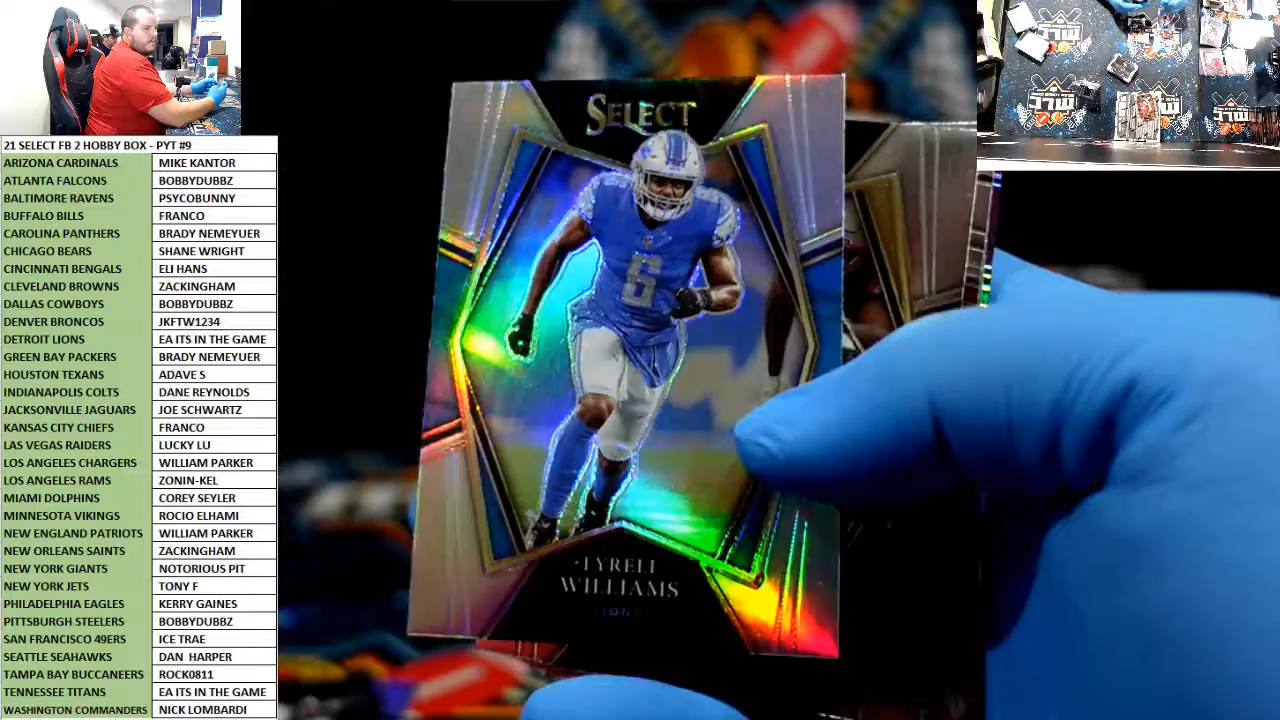 21 SELECT FB 2 HOBBY BOX - PYT #9
ARIZONA CARDINALS MIKE KANTOR
ATLANTA FALCONS BOBBYDUBBZ
BALTIMORE RAVENS PSYCOBUNNY
BUFFALO BILLS FRANCO
CAROLINA PANTHERS BRADY NEMEYUER
CHICAGO BEARS SHANE WRIGHT
CINCINNATI BENGALS ELI HANS
CLEVELAND BROWNS ZACKINGHAM
DALLAS COWBOYS BOBBYDUBBZ
DENVER BRONCOS JKFTW1234
DETROIT LIONS EA ITS IN THE GAME
GREEN BAY PACKERS BRADY NEMEYUER
HOUSTON TEXANS ADAVE S
INDIANAPOLIS COLTS DANE REYNOLDS
JACKSONVILLE JAGUARS JOE SCHWARTZ
KANSAS CITY CHIEFS FRANCO
LAS VEGAS RAIDERS LUCKY LU
LOS ANGELES CHARGERS WILLIAM PARKER
LOS ANGELES RAMS ZONIN-KEL
MIAMI DOLPHINS COREY SEYLER
MINNESOTA VIKINGS ROCIO ELHAMI
NEW ENGLAND PATRIOTS WILLIAM PARKER
NEW ORLEANS SAINTS ZACKINGHAM
NEW YORK GIANTS NOTORIOUS PIT
NEW YORK JETS TONY F
PHILADELPHIA EAGLES KERRY GAINES
PITTSBURGH STEELERS BOBBYDUBBZ
SAN FRANCISCO 49ERS ICE TRAE
SEATTLE SEAHAWKS DAN HARPER
TAMPA BAY BUCCANEERS ROCK0811
TENNESSEE TITANS EA ITS IN THE GAME
WASHINGTON COMMANDERS NICK LOMBARDI
SELECT
6
TYRELL
WILLIAMS
LIONS